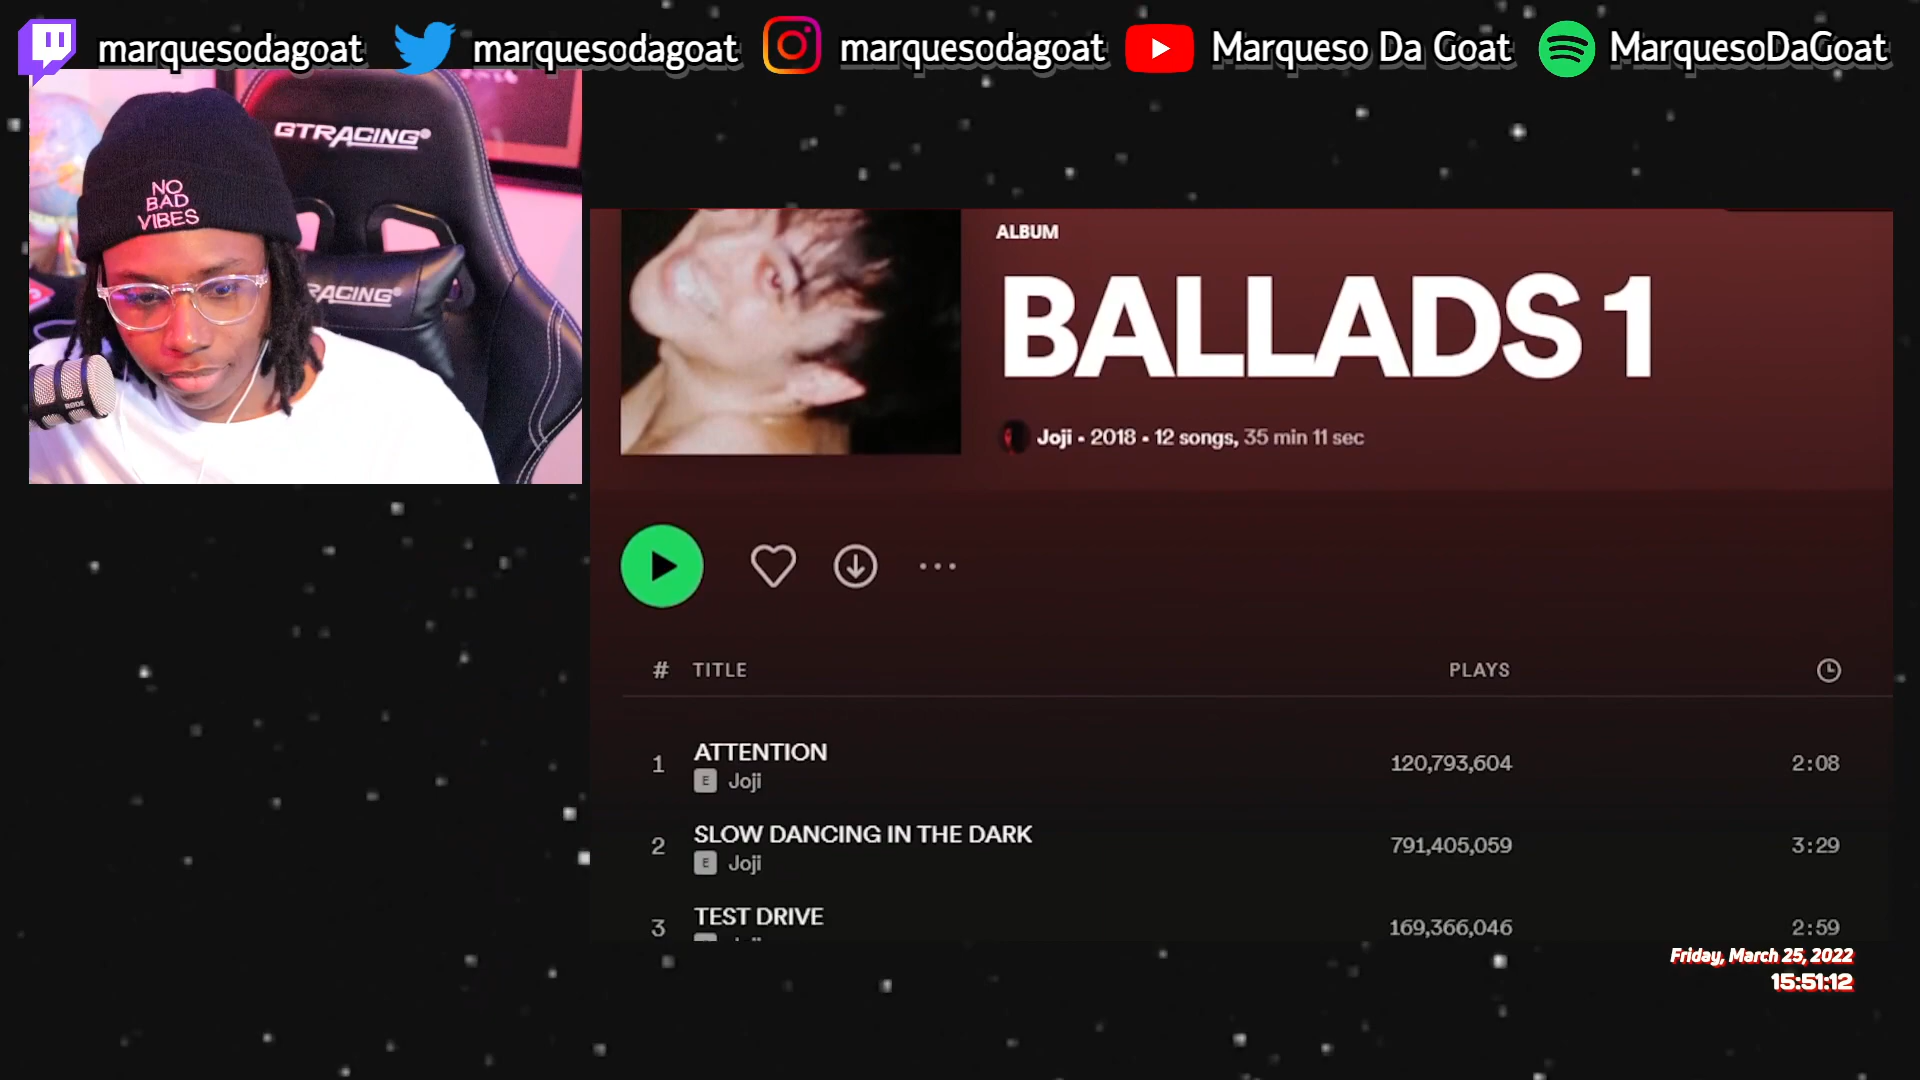 marquesodagoat marquesodagoat marquesodagoat Marqueso Da Goat MarquesoDaGoat
GTRACING®
NO
BAD
VIBES
RACING®
RØDE
ALBUM
BALLADS 1
Joji • 2018 • 12 songs, 35 min 11 sec
# TITLE PLAYS
1 ATTENTION 120,793,604 2:08
E Joji
2 SLOW DANCING IN THE DARK 791,405,059 3:29
E Joji
3 TEST DRIVE 169,366,046 2:59
Friday, March 25, 2022
15:51:12